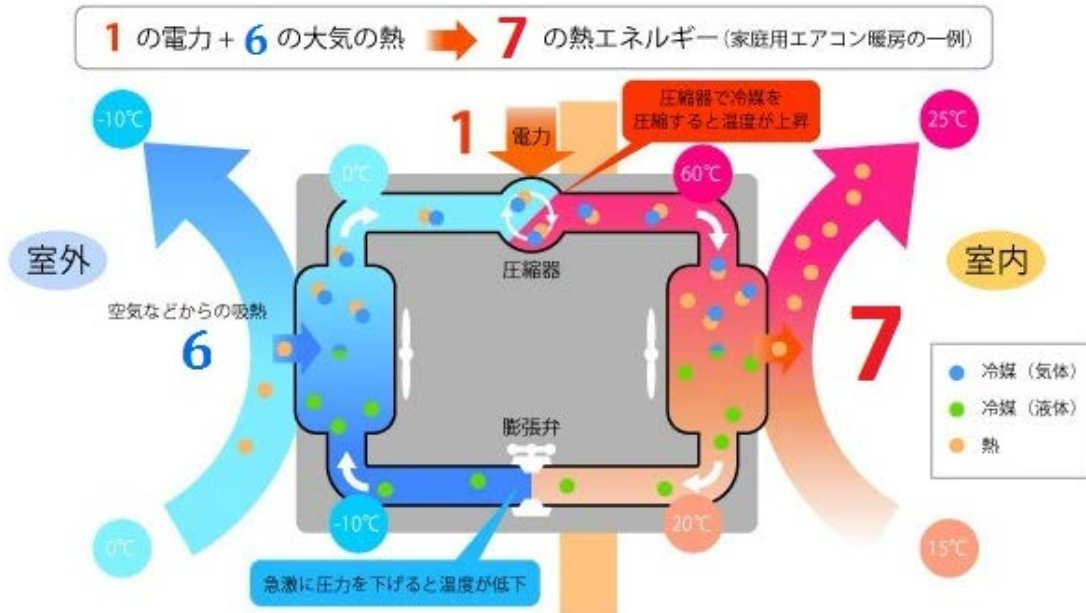 1 の電力 + 6 の大気の熱 7 の熱エネルギー(家庭用エアコン暖房の一例)
-10℃
1
電力
圧縮器で冷媒を
圧縮すると温度が上昇
25℃
0℃
60℃
室外
圧縮器
室内
空気などからの吸熱
6
7
冷媒（気体）
冷媒（液体）
熱
膨張弁
0℃
-10℃
20℃
15℃
急激に圧力を下げると温度が低下